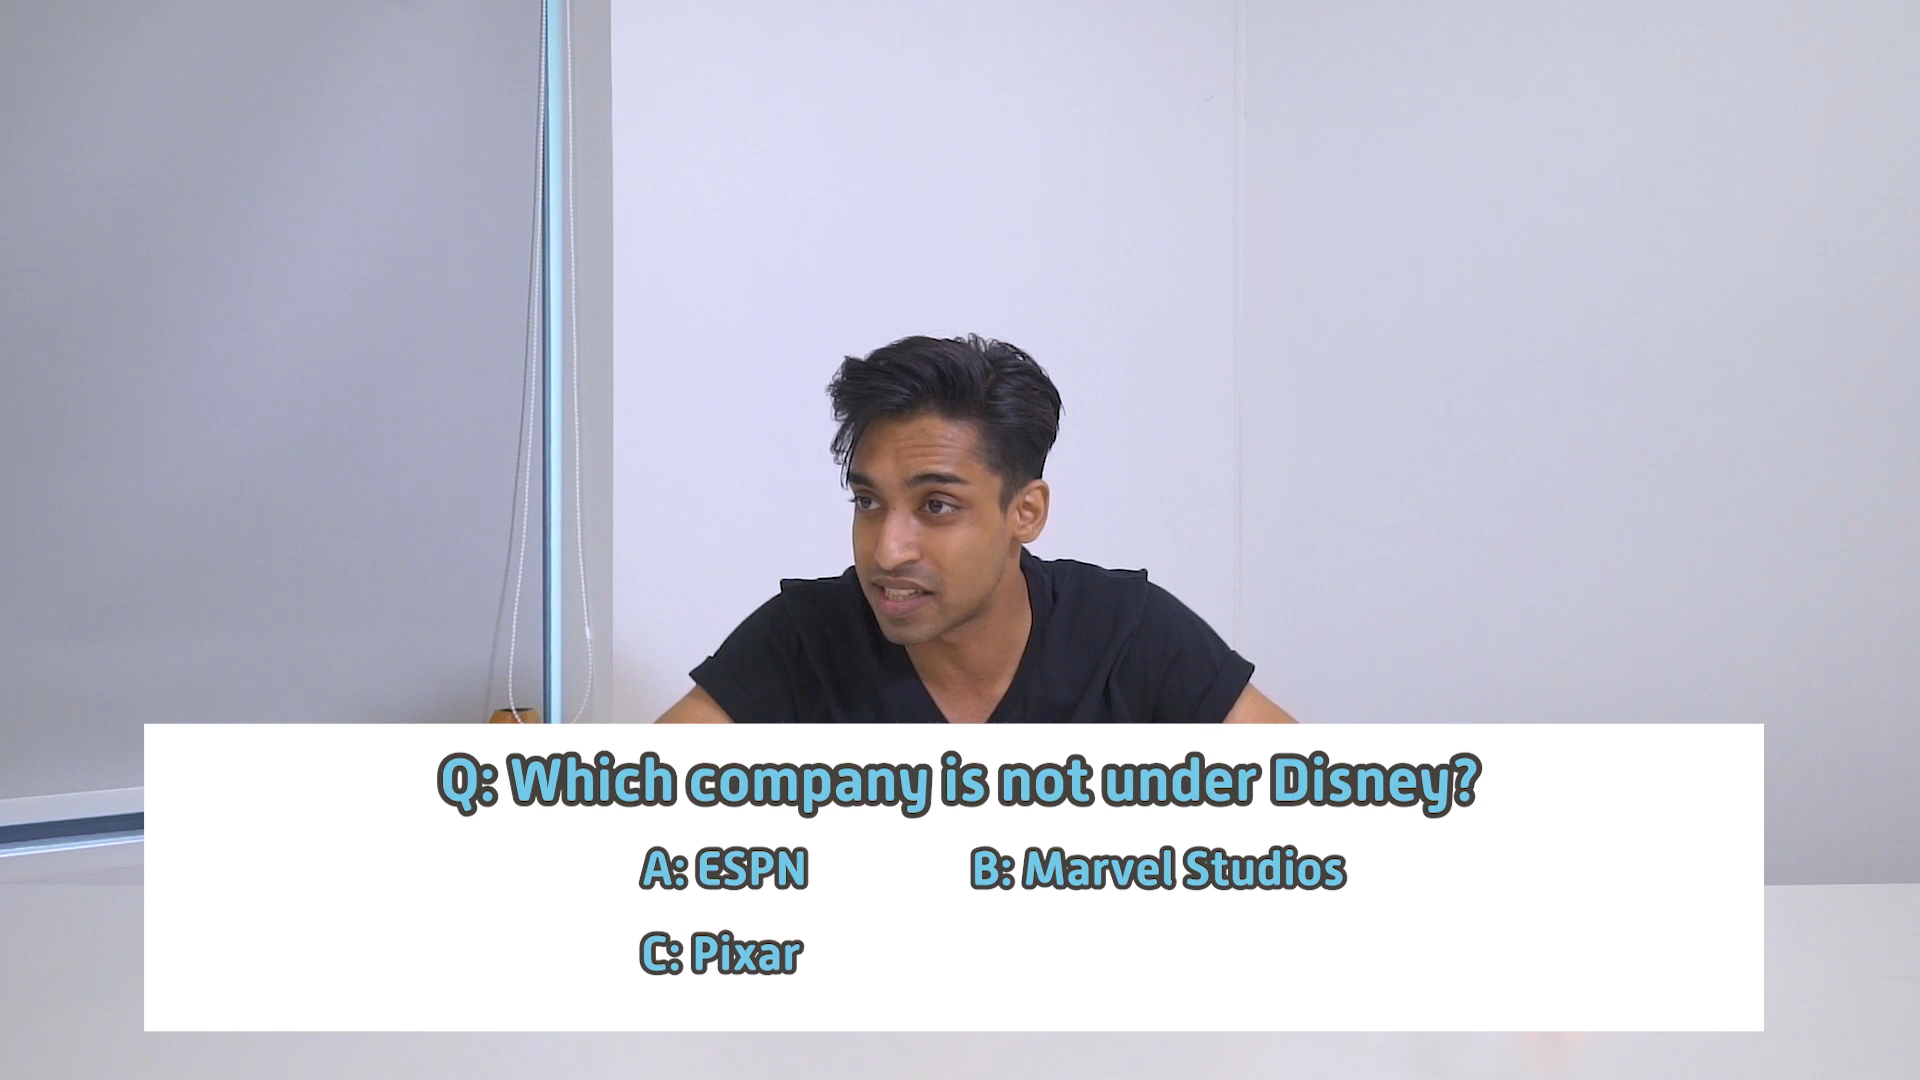 Q: Which company is not under Disney?
A: ESPN B: Marvel Studios
C: Pixar